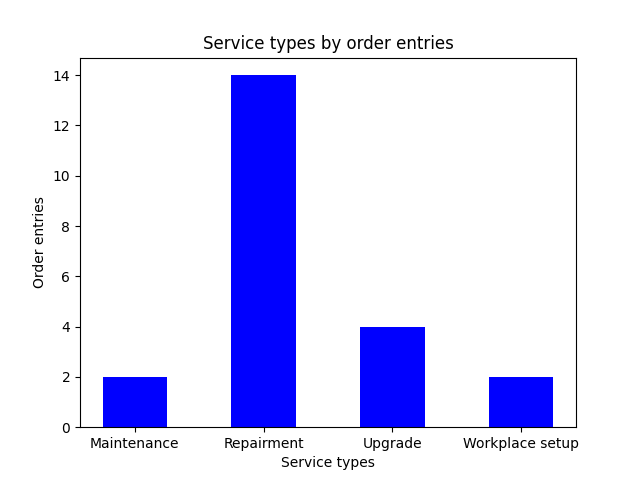 Service types by order entries
14
12
10
8
6
4
2
0
Order entries
Maintenance Repairment Upgrade Workplace setup
Service types